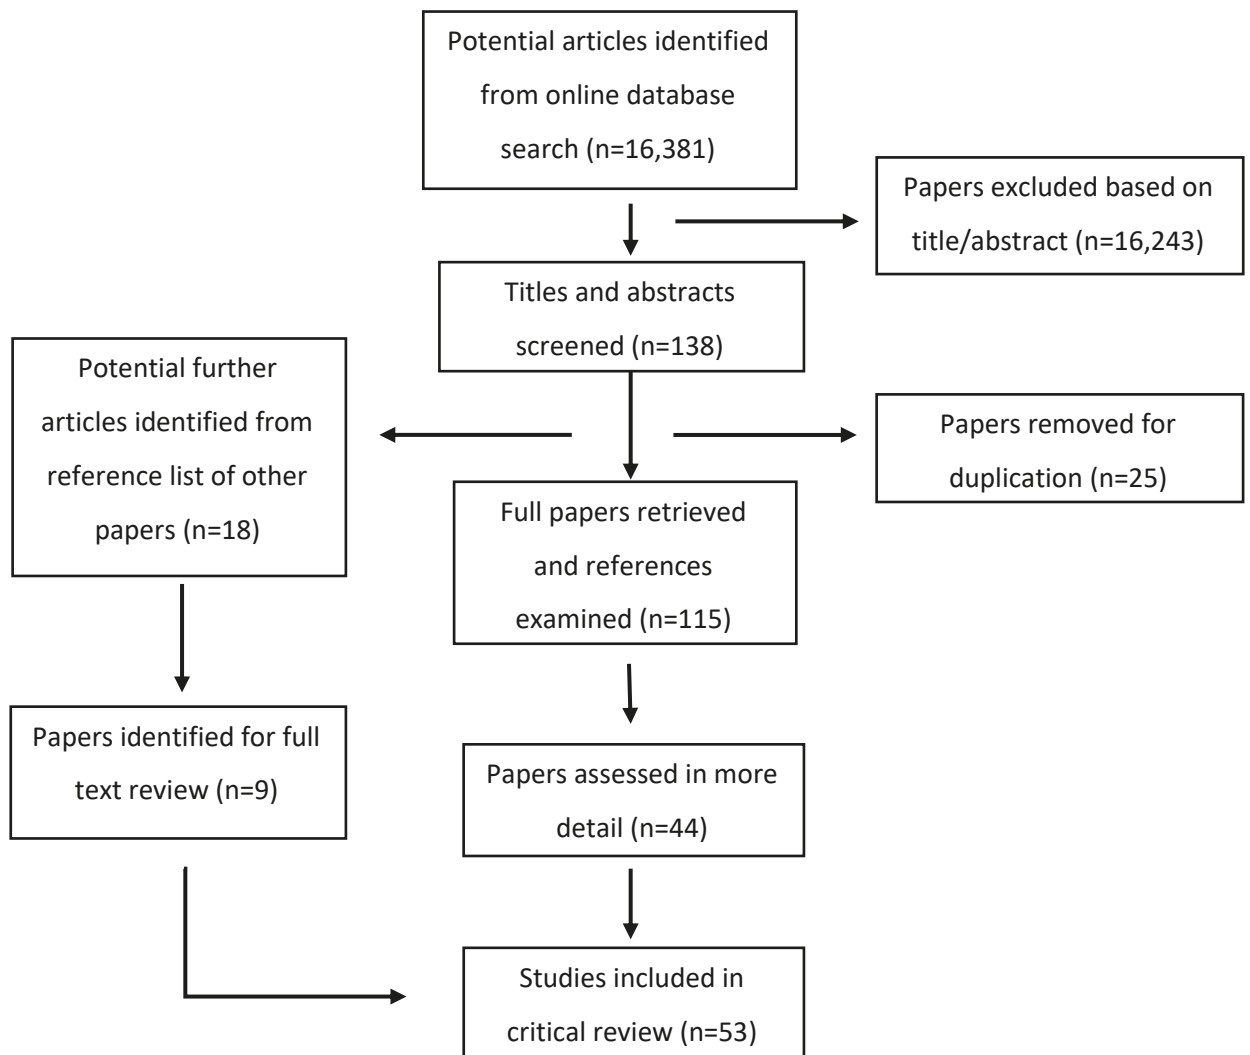 Potential articles identified
from online database
search (n=16,381)
Papers excluded based on
title/abstract (n=16,243)
Titles and abstracts
screened (n=138)
Potential further
articles identified from
reference list of other
papers (n=18)
Papers removed for
duplication (n=25)
Full papers retrieved
and references
examined (n=115)
Papers identified for full
text review (n=9)
Papers assessed in more
detail (n=44)
Studies included in
critical review (n=53)